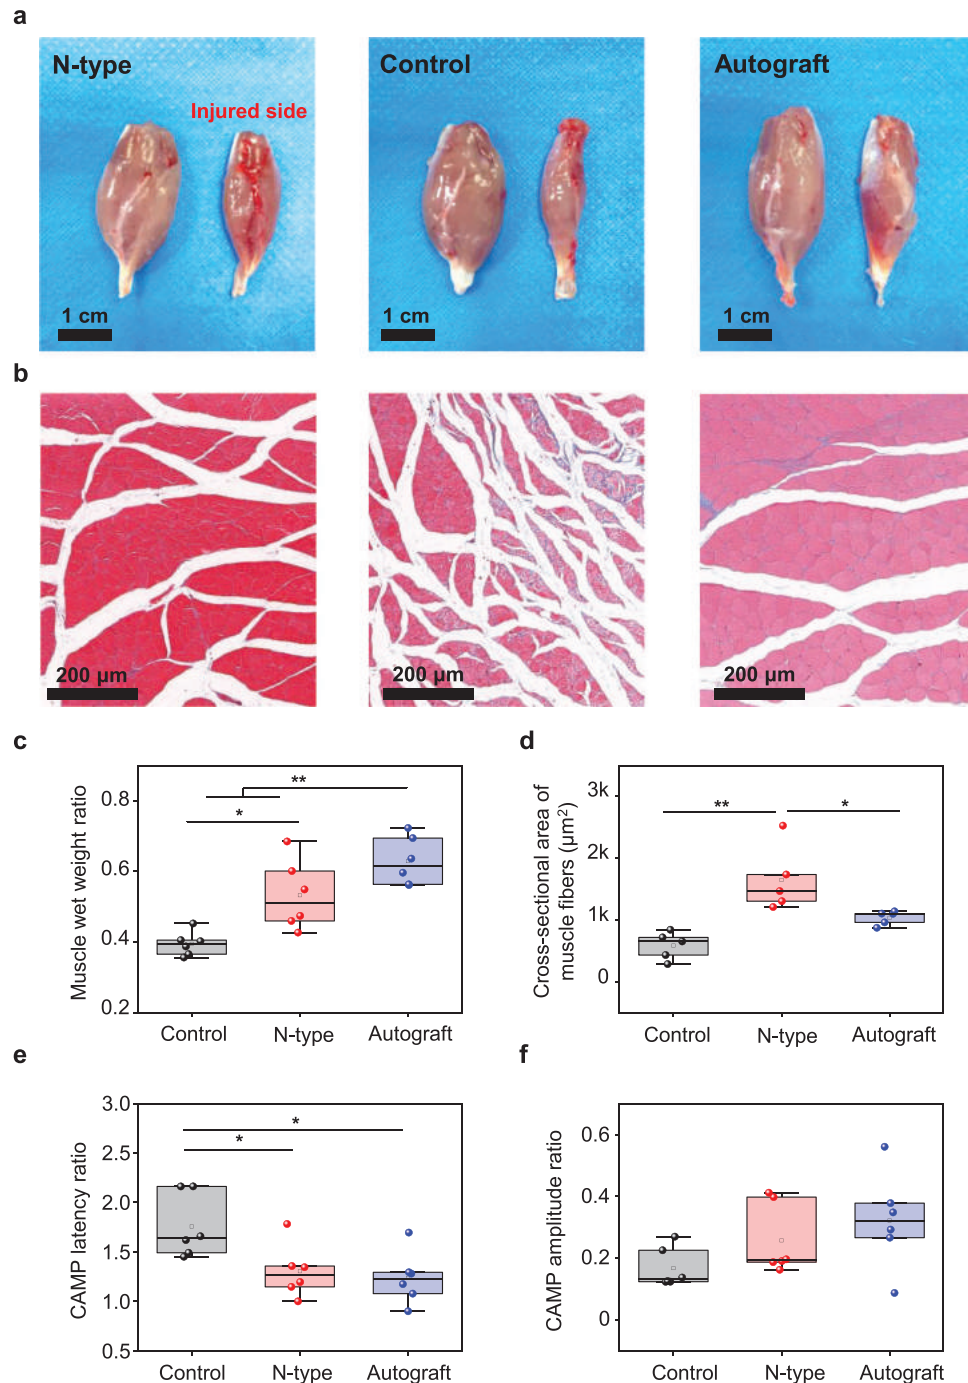 a
N-type
Control
Autograft
Injured side
1 cm
1 cm
1 cm
b
200 µm
200 µm
200 µm
c
Muscle wet weight ratio
0.8
0.6
0.4
0.2
**
*
Control
N-type
Autograft
d
Cross-sectional area of
muscle fibers (µm²)
3k
2k
1k
0
**
*
Control
N-type
Autograft
e
CAMP latency ratio
3.0
2.5
2.0
1.5
1.0
0.5
*
*
Control
N-type
Autograft
f
CAMP amplitude ratio
0.6
0.4
0.2
0
Control
N-type
Autograft